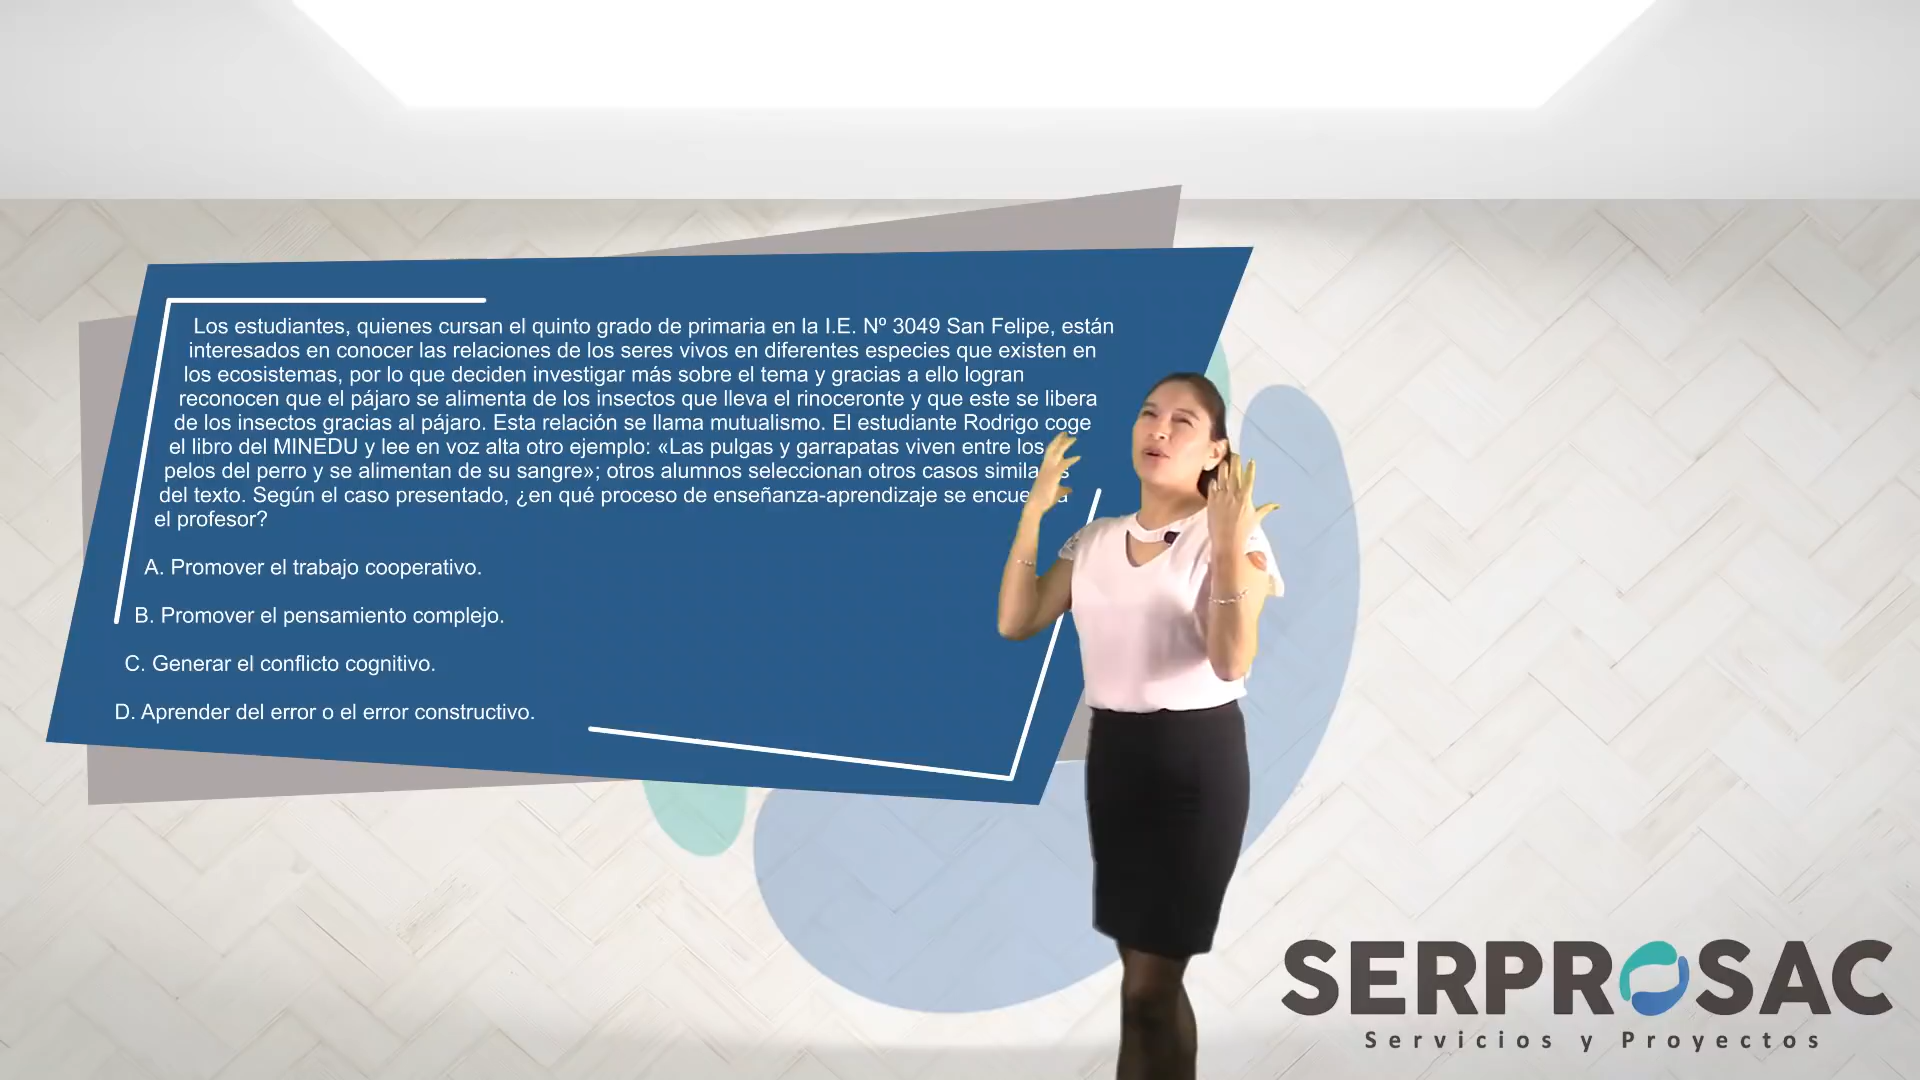 Los estudiantes, quienes cursan el quinto grado de primaria en la I.E. Nº 3049 San Felipe, están
interesados en conocer las relaciones de los seres vivos en diferentes especies que existen en
los ecosistemas, por lo que deciden investigar más sobre el tema y gracias a ello logran
reconocen que el pájaro se alimenta de los insectos que lleva el rinoceronte y que este se libera
de los insectos gracias al pájaro. Esta relación se llama mutualismo. El estudiante Rodrigo coge
el libro del MINEDU y lee en voz alta otro ejemplo: «Las pulgas y garrapatas viven entre los
pelos del perro y se alimentan de su sangre»; otros alumnos seleccionan otros casos
del texto. Según el caso presentado, ¿en qué proceso de enseñanza-aprendizaje se
el profesor?
A. Promover el trabajo cooperativo.
B. Promover el pensamiento complejo.
C. Generar el conflicto cognitivo.
D. Aprender del error o el error constructivo.
SERPROSAC
Servicios y Proyectos